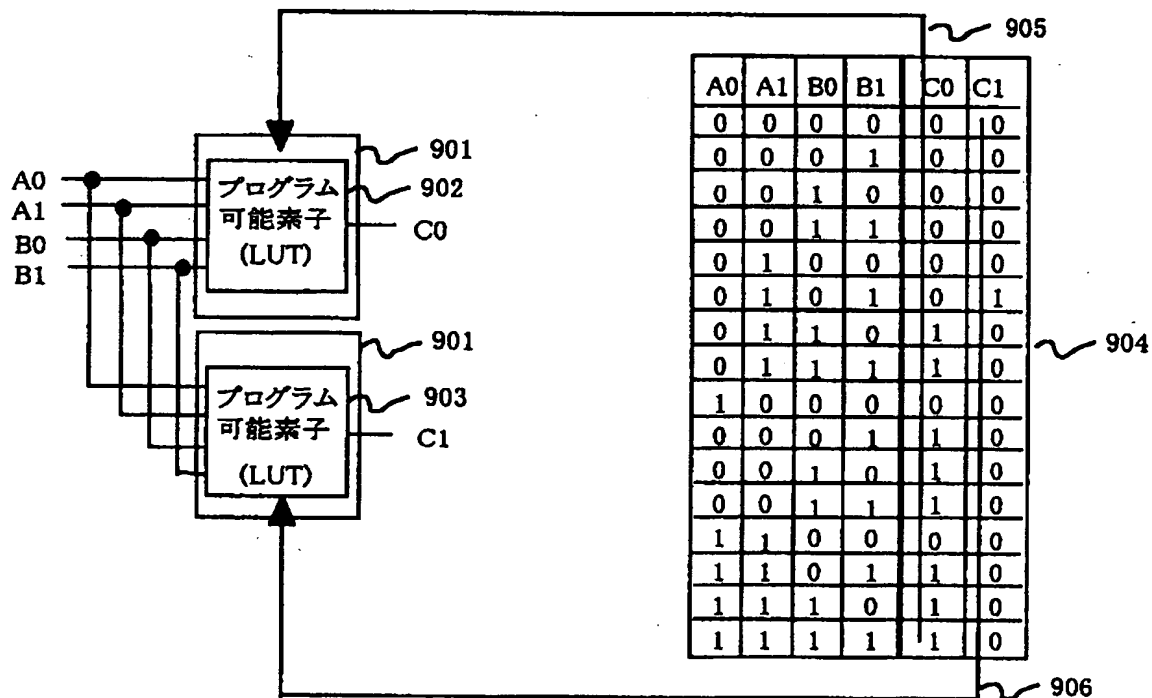 905
A0 A1 B0 B1 C0 C1
0 0 0 0 0 0
0 0 0 1 0 0
0 0 1 0 0 0
0 0 1 1 0 0
0 1 0 0 0 0
0 1 0 1 0 1
0 1 1 0 1 0
0 1 1 1 1 0
1 0 0 0 0 0
0 0 0 1 1 0
0 0 1 0 1 0
0 0 1 1 1 0
1 1 0 0 0 0
1 1 0 1 1 0
1 1 1 0 1 0
1 1 1 1 1 0
904
906
A0
A1
B0
B1
901
プログラム
可能素子
(LUT)
902
C0
901
プログラム
可能素子
(LUT)
903
C1